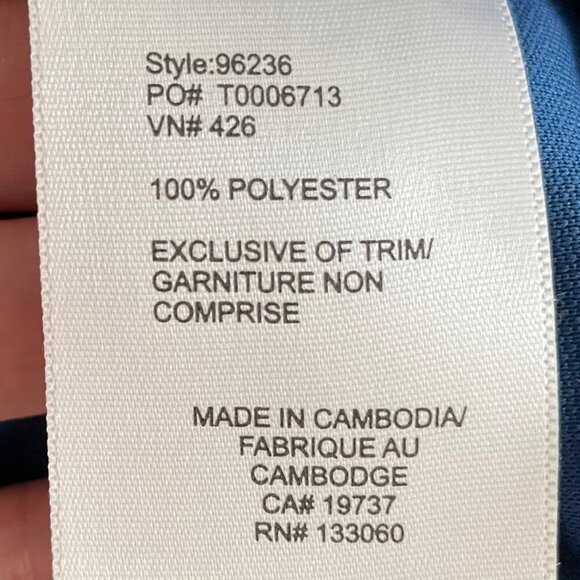 Style:96236
PO# T0006713
VN# 426
100% POLYESTER
EXCLUSIVE OF TRIM/
GARNITURE NON
COMPRISE
MADE IN CAMBODIA/
FABRIQUE AU
CAMBODGE
CA# 19737
RN# 133060